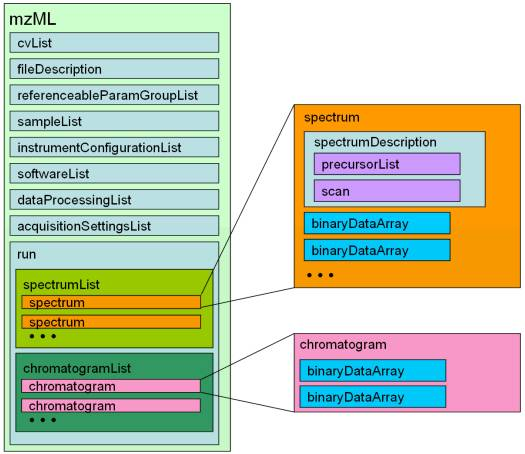 mzML
cvList
fileDescription
referenceableParamGroupList
sampleList
instrumentConfigurationList
softwareList
dataProcessingList
acquisitionSettingsList
run
spectrumList
spectrum
spectrum
• • •
chromatogramList
chromatogram
chromatogram
• • •
spectrum
spectrumDescription
precursorList
scan
binaryDataArray
binaryDataArray
• • •
chromatogram
binaryDataArray
binaryDataArray